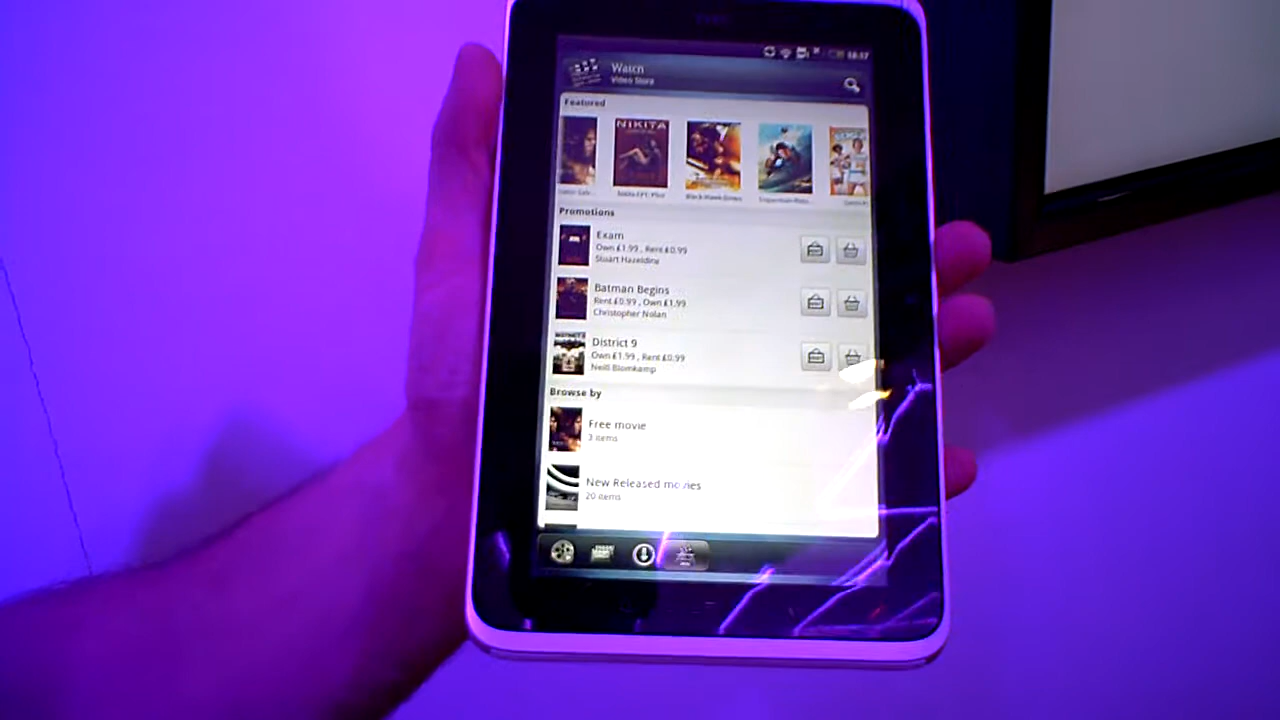 18:17
Watch
Video Store
Featured
NIKITA
Promotions
Exam
Own £1.99 , Rent £0.99
Stuart Hazeldine
Batman Begins
Rent £0.99 , Own £1.99
Christopher Nolan
District 9
Own £1.99 , Rent £0.99
Neill Blomkamp
Browse by
Free movie
3 items
New Released movies
20 items